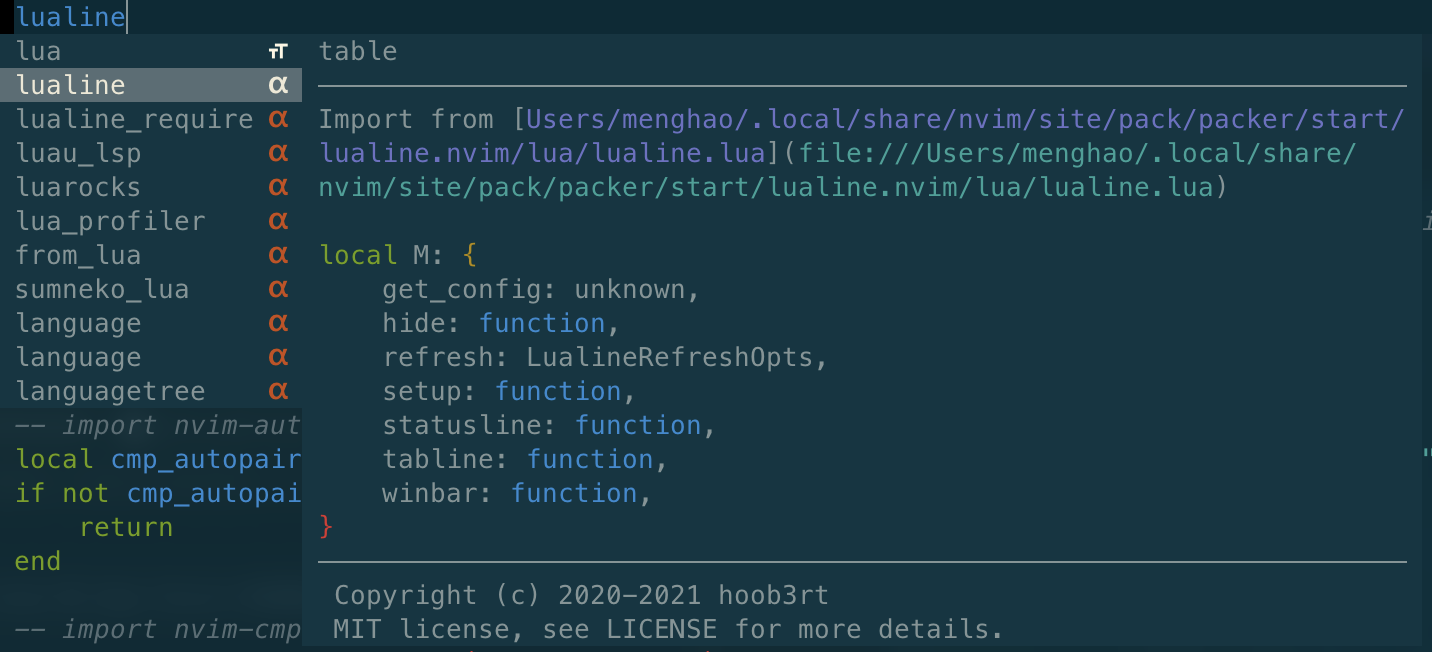 lualine
lua
lualine α
lualine_require α
luau_lsp α
luarocks α
lua_profiler α
from_lua α
sumneko_lua α
language α
language α
languagetree α
-- import nvim-aut
local cmp_autopair
if not cmp_autopai
return
end
-- import nvim-cmp
table
Import from [Users/menghao/.local/share/nvim/site/pack/packer/start/
lualine.nvim/lua/lualine.lua](file:///Users/menghao/.local/share/
nvim/site/pack/packer/start/lualine.nvim/lua/lualine.lua)
local M: {
get_config: unknown,
hide: function,
refresh: LualineRefreshOpts,
setup: function,
statusline: function,
tabline: function,
winbar: function,
}
Copyright (c) 2020-2021 hoob3rt
MIT license, see LICENSE for more details.